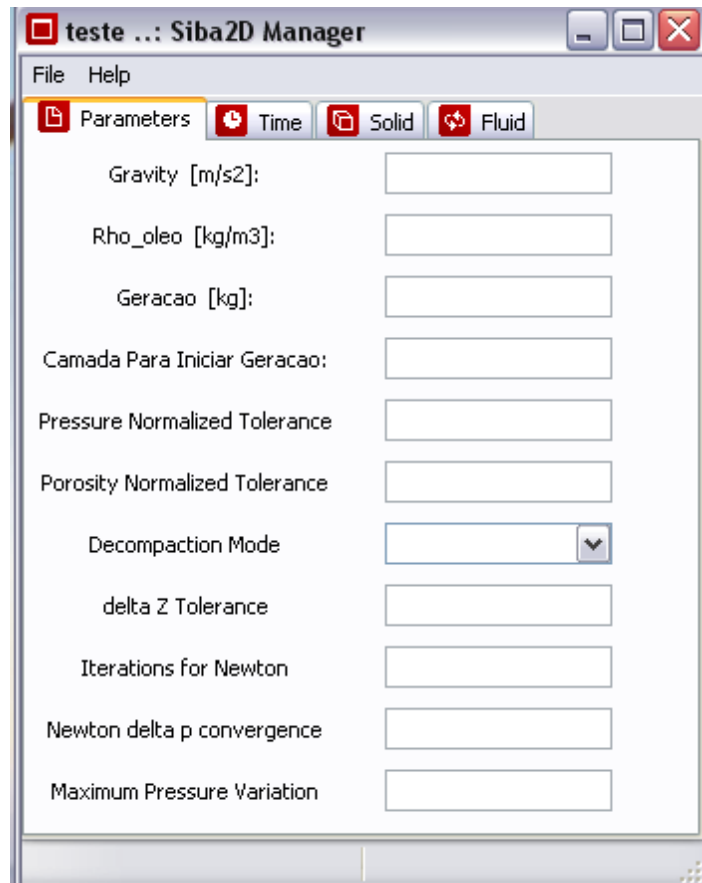 teste ..: Siba2D Manager
File Help
Parameters Time Solid Fluid
Gravity [m/s2]:
Rho_oleo [kg/m3]:
Geracao [kg]:
Camada Para Iniciar Geracao:
Pressure Normalized Tolerance
Porosity Normalized Tolerance
Decompaction Mode
delta Z Tolerance
Iterations for Newton
Newton delta p convergence
Maximum Pressure Variation